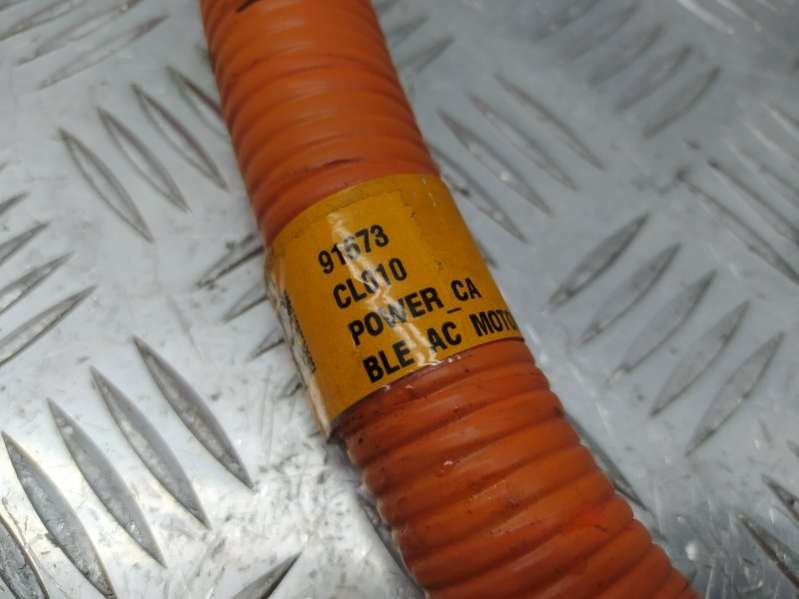 91673
CL010
POWER_CA
BLE AC MOTO